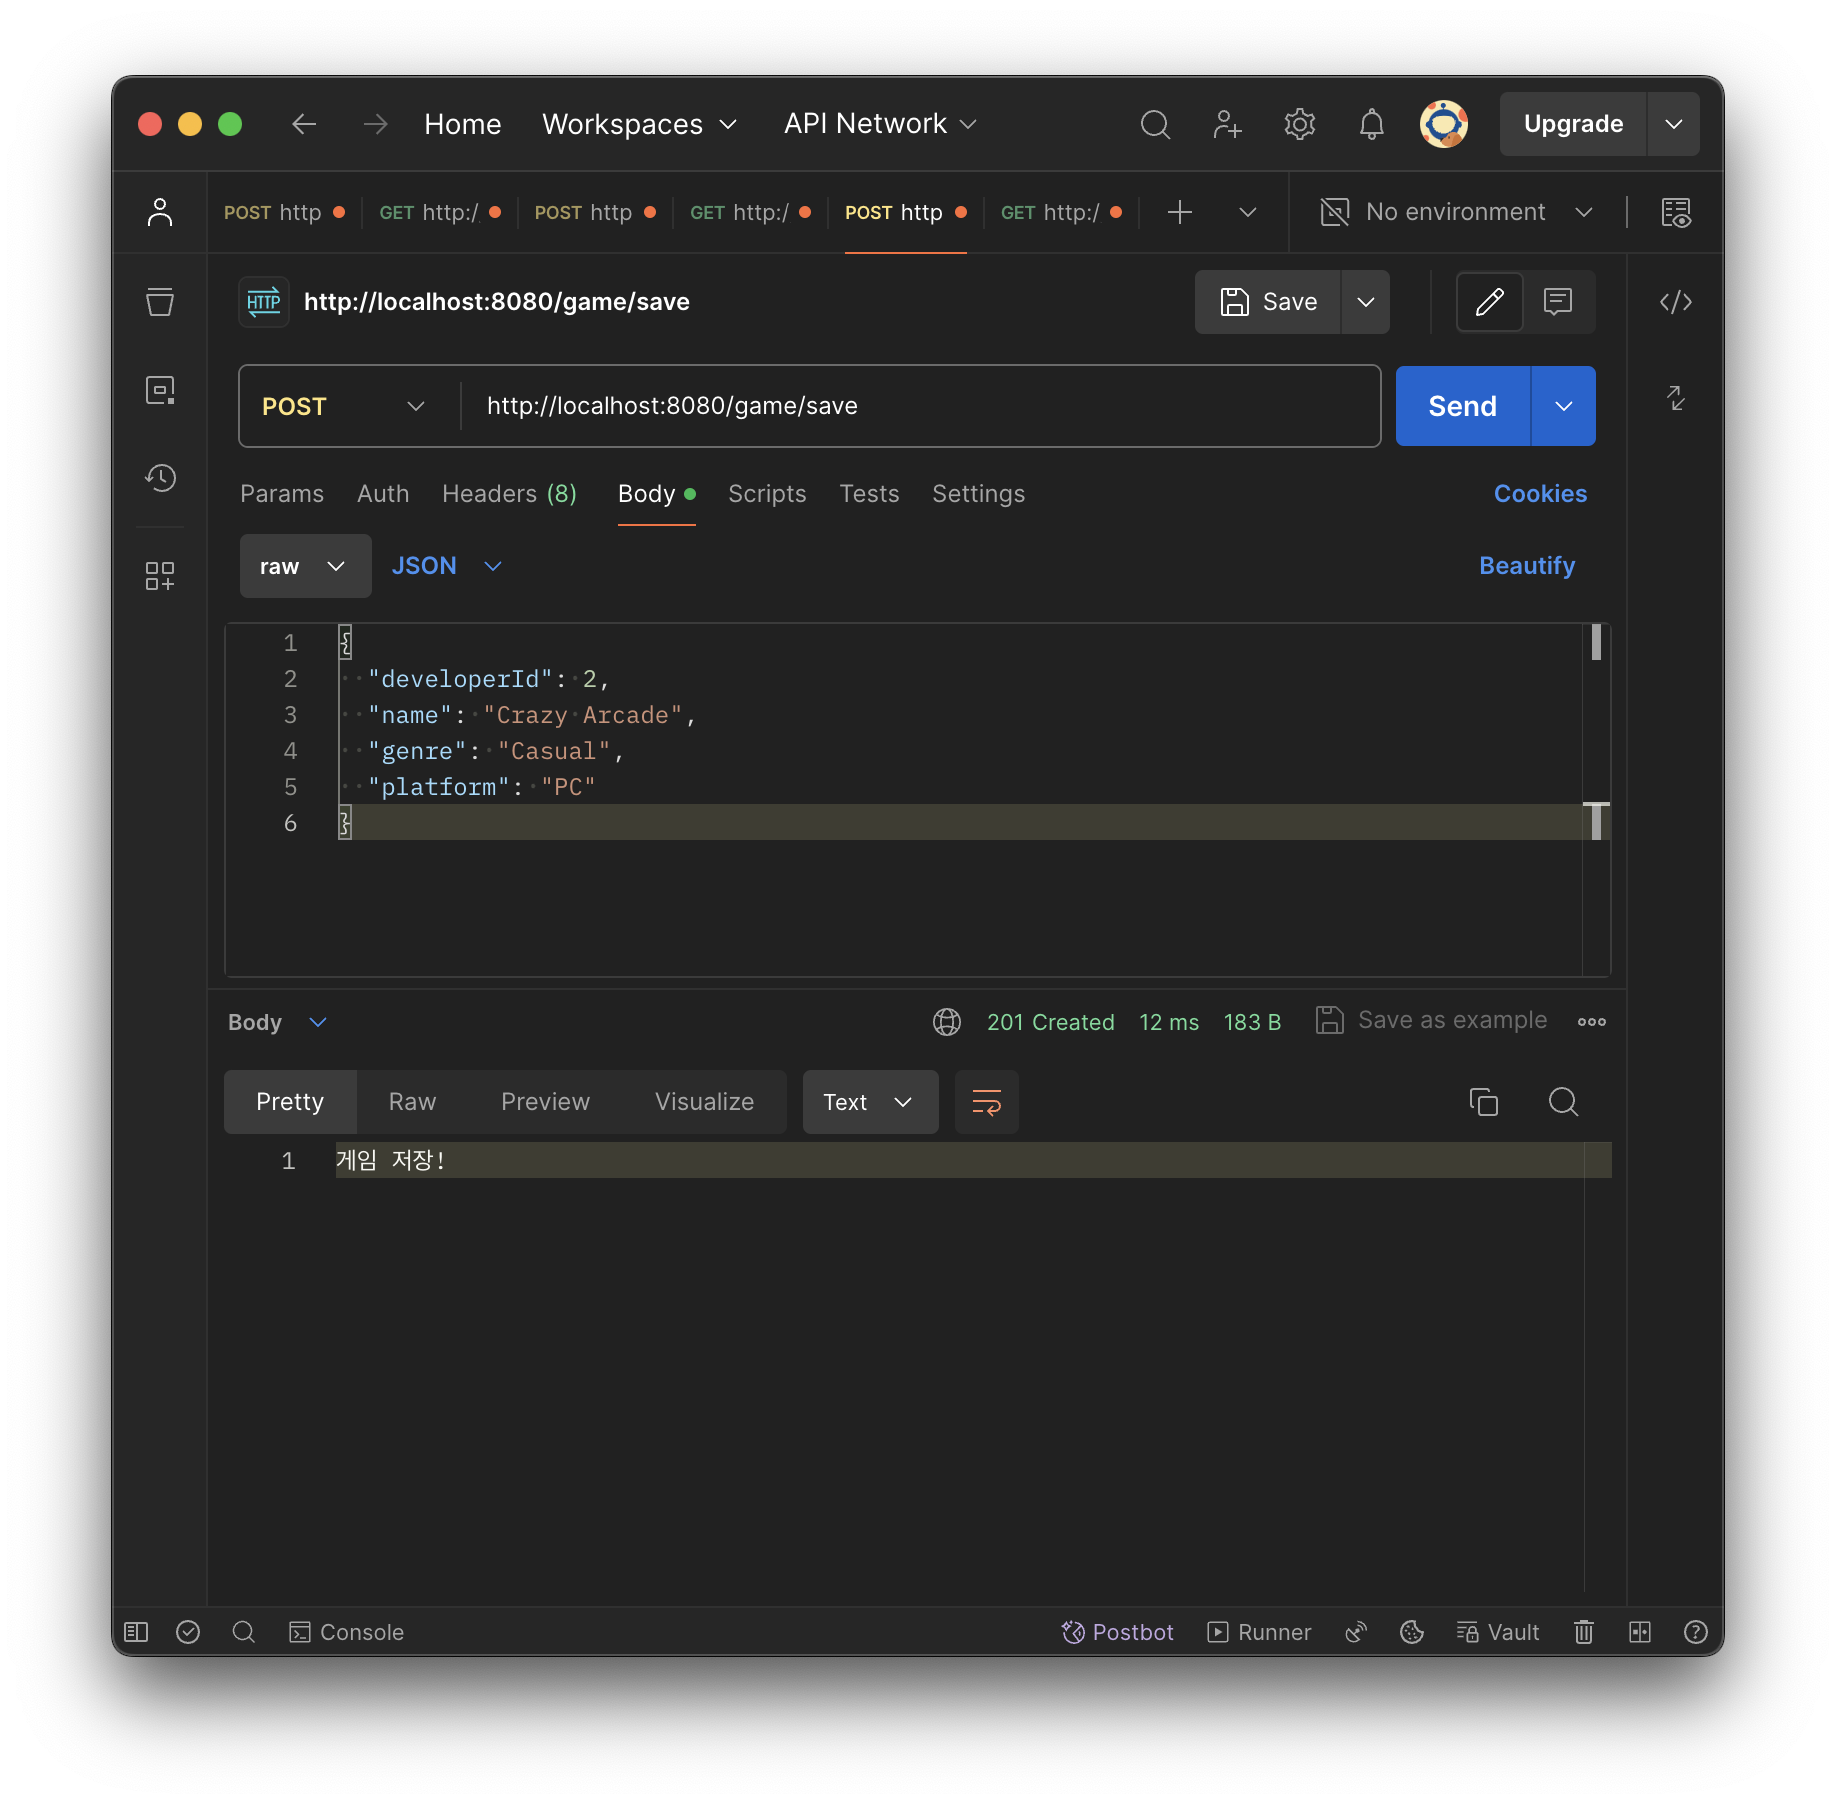 Home Workspaces API Network Upgrade
POST http GET http:/ POST http GET http:/ POST http GET http:/ No environment
HTTP http://localhost:8080/game/save Save
POST http://localhost:8080/game/save Send
Params Auth Headers (8) Body Scripts Tests Settings Cookies
raw JSON Beautify
1 {
2 "developerId": 2,
3 "name": "Crazy Arcade",
4 "genre": "Casual",
5 "platform": "PC"
6 }
Body 201 Created 12 ms 183 B Save as example
Pretty Raw Preview Visualize Text
1 게임 저장!
Console Postbot Runner Vault